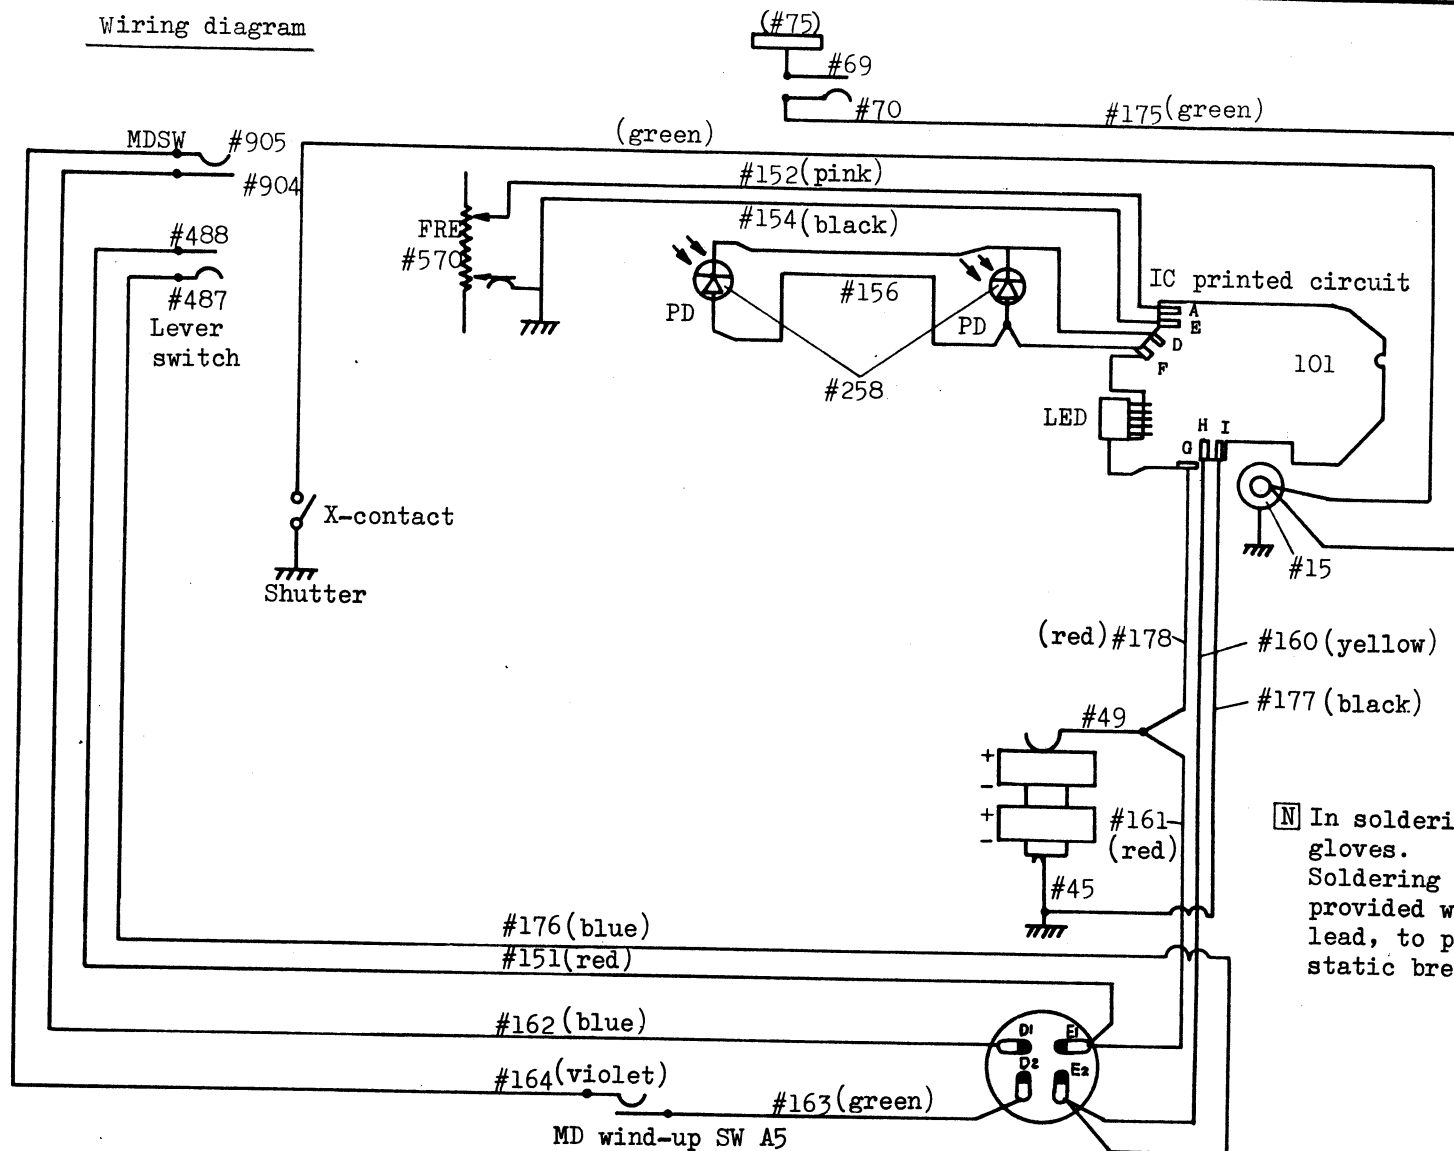 Wiring diagram
(#75)
#69
#70
#175(green)
(green)
MDSW
#905
#904
#152(pink)
#154(black)
FRE
#570
#488
#487
Lever
switch
PD
#156
PD
#258
IC printed circuit
A
E
D
F
101
LED
H I
G
X-contact
Shutter
#15
(red)#178
#160(yellow)
#177(black)
#49
+
-
+
-
#161
(red)
#45
N In solderi
gloves.
Soldering
provided w
lead, to p
static bre
#176(blue)
#151(red)
#162(blue)
D1
E1
D2
E2
#164(violet)
#163(green)
MD wind-up SW A5